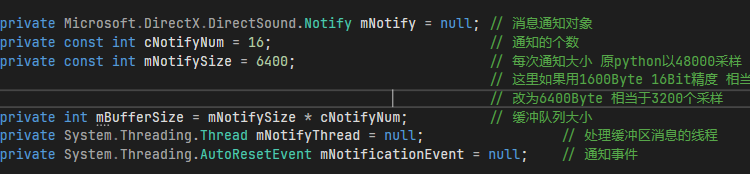 private Microsoft.DirectX.DirectSound.Notify mNotify = null; // 消息通知对象
private const int cNotifyNum = 16; // 通知的个数
private const int mNotifySize = 6400; // 每次通知大小 原python以48000采样
// 这里如果用1600Byte 16Bit精度 相当
// 改为6400Byte 相当于3200个采样
private int mBufferSize = mNotifySize * cNotifyNum; // 缓冲队列大小
private System.Threading.Thread mNotifyThread = null; // 处理缓冲区消息的线程
private System.Threading.AutoResetEvent mNotificationEvent = null; // 通知事件